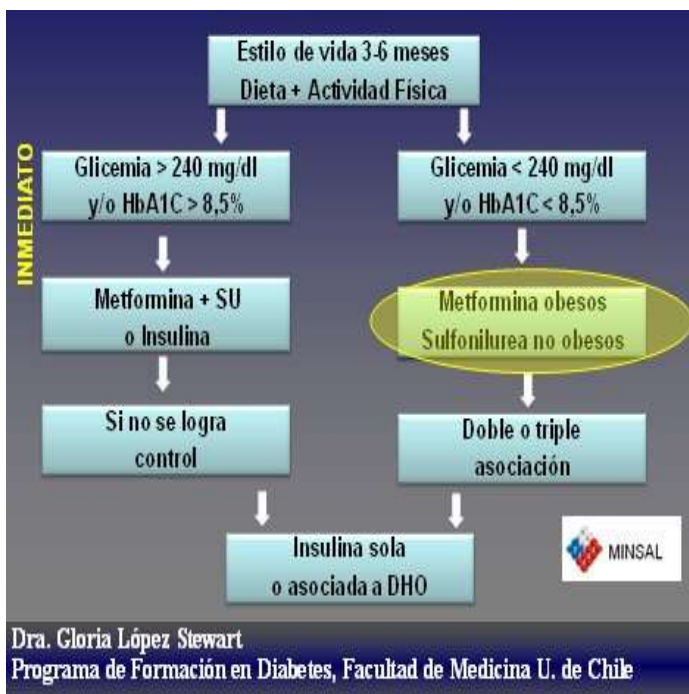 Estilo de vida 3-6 meses
Dieta + Actividad Física
INMEDIATO
Glicemia > 240 mg/dl
y/o HbA1C > 8,5%
Glicemia < 240 mg/dl
y/o HbA1C < 8,5%
Metformina + SU
o Insulina
Metformina obesos
Sulfonilurea no obesos
Si no se logra
control
Doble o triple
asociación
Insulina sola
o asociada a DHO
MINSAL
Dra. Gloria López Stewart
Programa de Formación en Diabetes, Facultad de Medicina U. de Chile